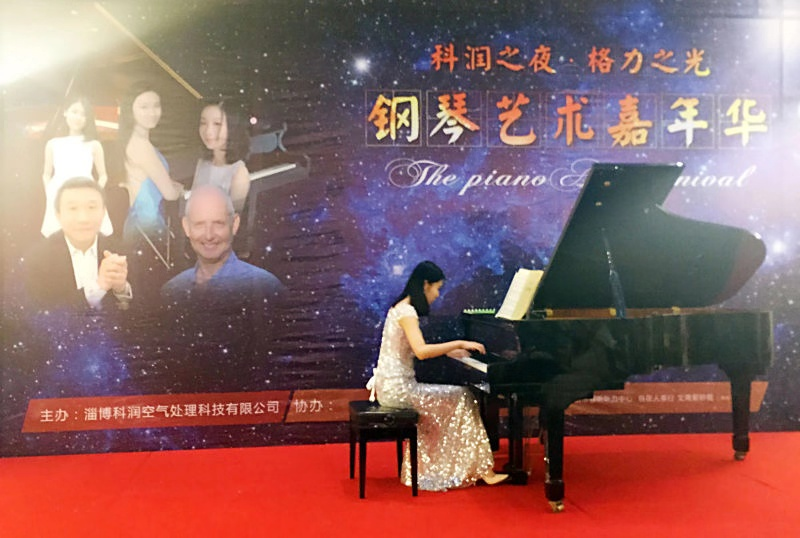 科润之夜·格力之光
钢琴艺术嘉年华
The piano A nival
主办：淄博科润空气处理科技有限公司 协办：